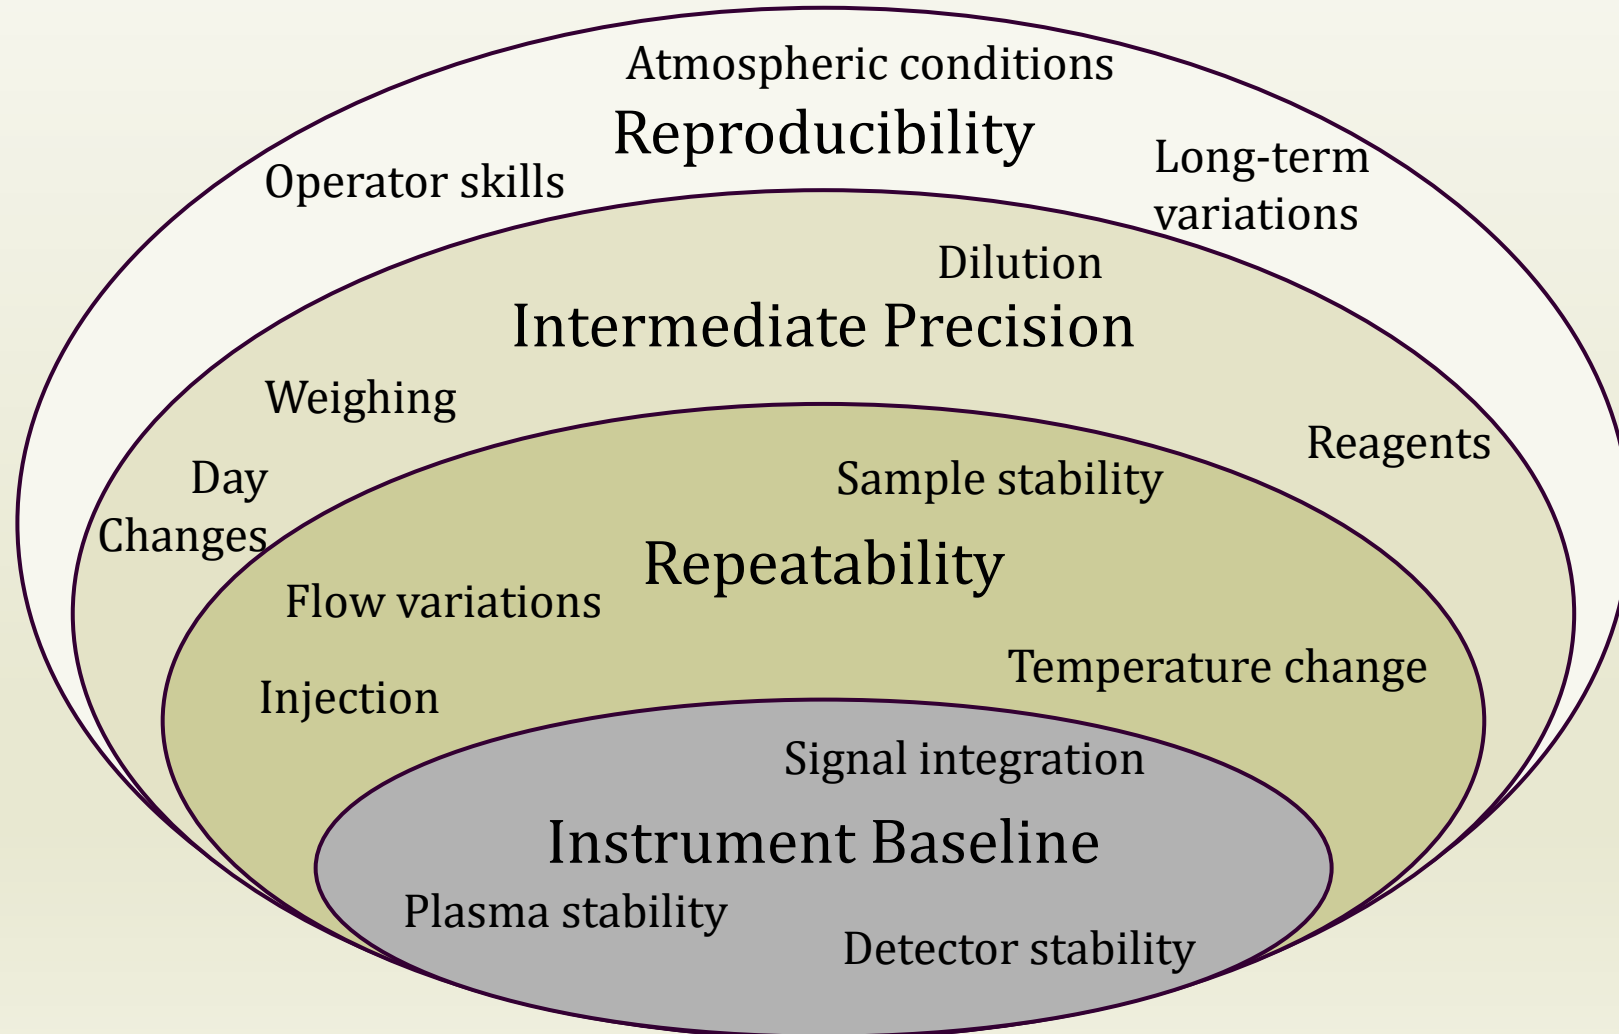 Atmospheric conditions
Reproducibility
Operator skills
Long-term
variations
Dilution
Intermediate Precision
Weighing
Reagents
Day
Changes
Sample stability
Repeatability
Flow variations
Temperature change
Injection
Signal integration
Instrument Baseline
Plasma stability
Detector stability